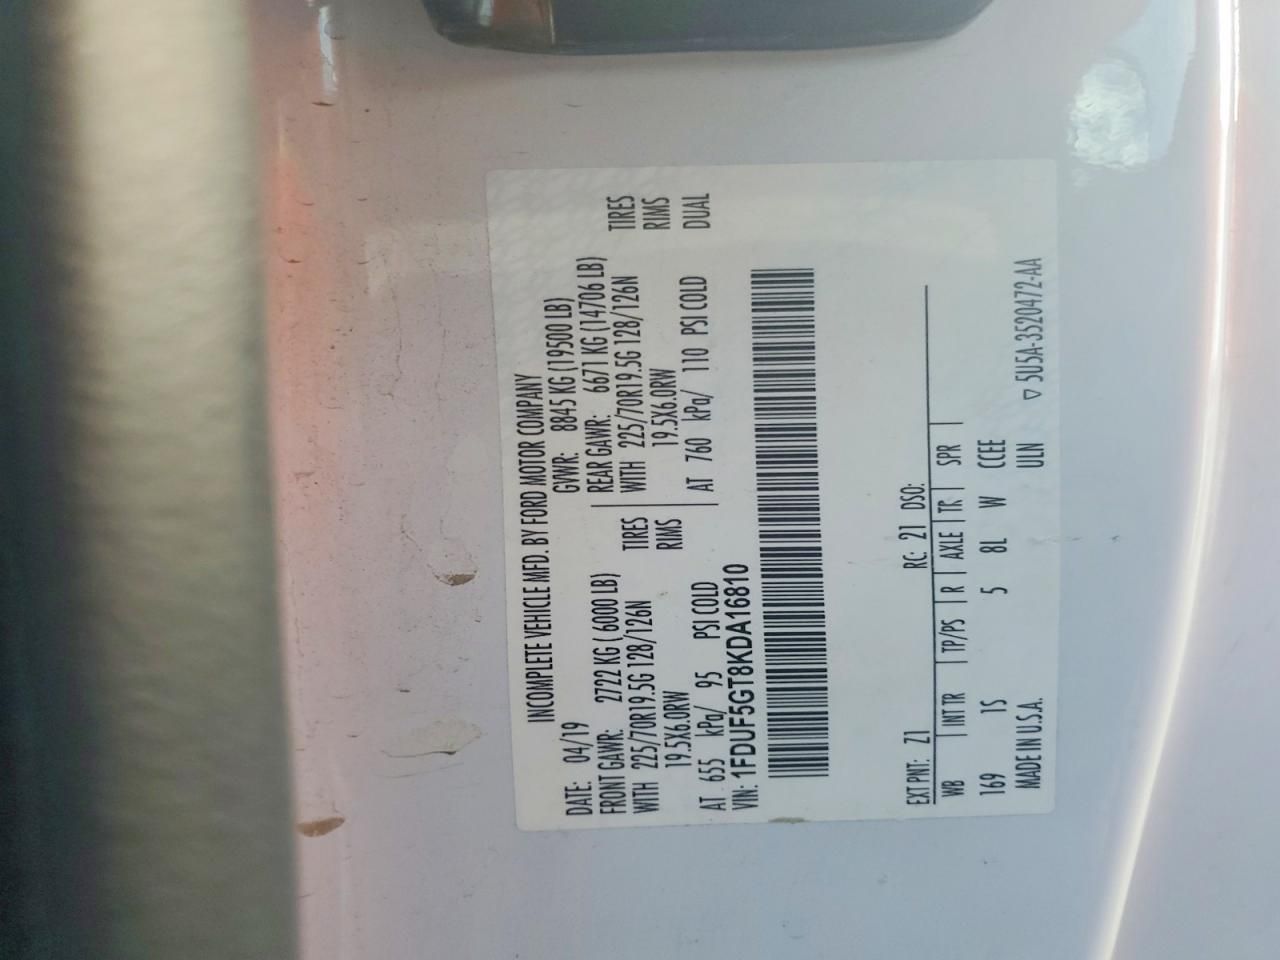 INCOMPLETE VEHICLE MFD. BY FORD MOTOR COMPANY
DATE: 04/19 GVWR: 8845 KG (19500 LB)
FRONT GAWR: 2722 KG ( 6000 LB) REAR GAWR: 6671 KG (14706 LB)
WITH 225/70R19.5G 128/126N TIRES WITH 225/70R19.5G 128/126N TIRES
19.5X6.0RW RIMS 19.5X6.0RW RIMS
AT 655 kPa/ 95 PSI COLD AT 760 kPa/ 110 PSI COLD DUAL
VIN: 1FDUF5GT8KDA16810
EXT PNT: Z1 RC: 21 DSO:
WB INT TR TP/PS R AXLE TR SPR
169 1S 5 8L W CCEE
MADE IN U.S.A. ULN ▽ 5U5A-3520472-AA